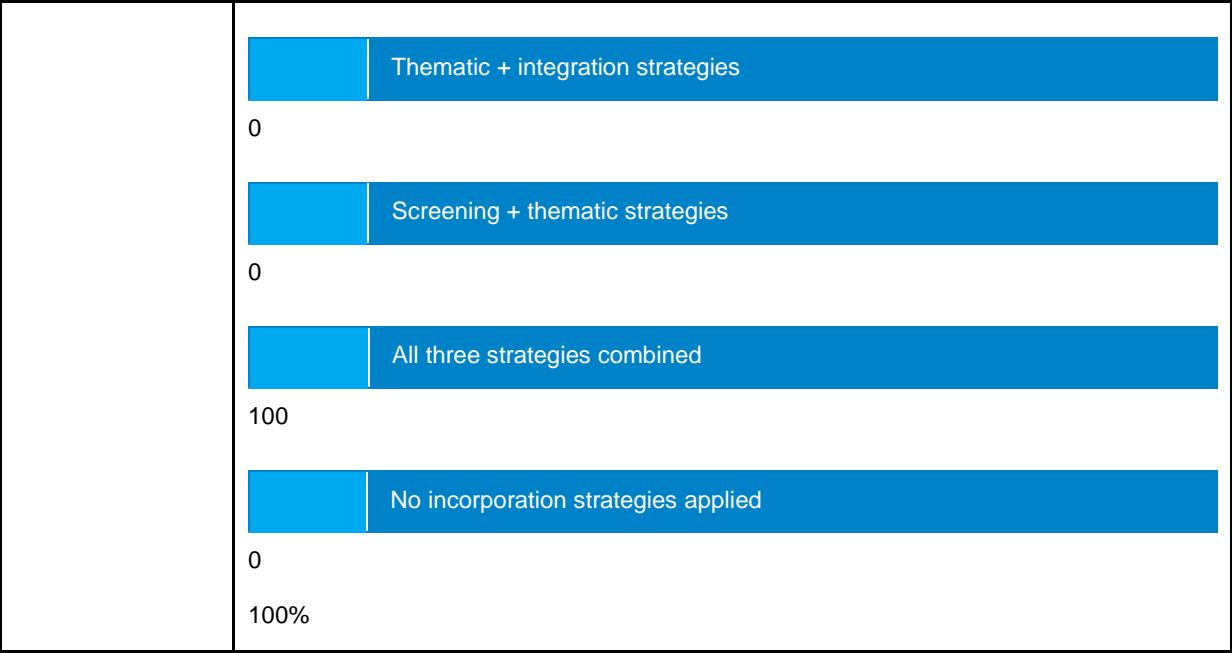 Thematic + integration strategies
0
Screening + thematic strategies
0
All three strategies combined
100
No incorporation strategies applied
0
100%